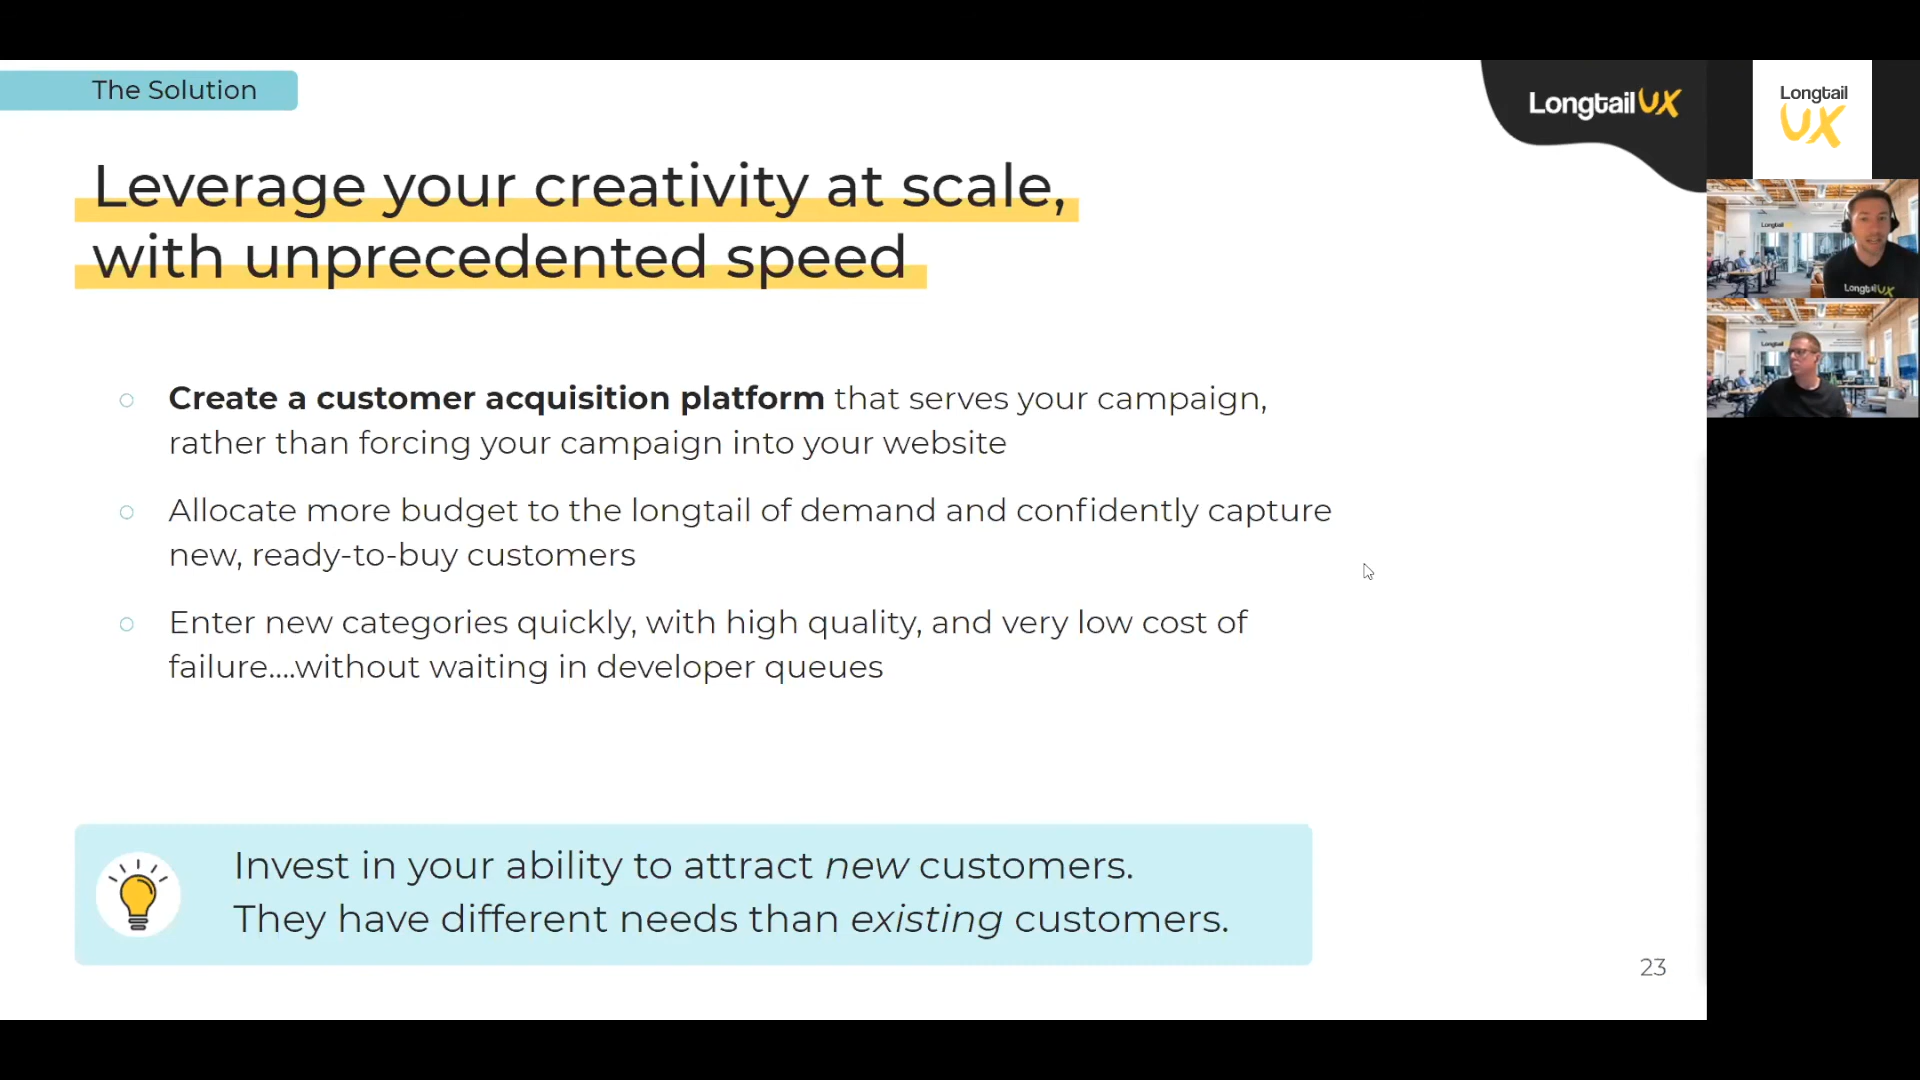 The Solution
Longtail UX
Longtail
UX
Leverage your creativity at scale,
with unprecedented speed
Longtail
LongtailUX
Longtail
Create a customer acquisition platform that serves your campaign,
rather than forcing your campaign into your website
Allocate more budget to the longtail of demand and confidently capture
new, ready-to-buy customers
Enter new categories quickly, with high quality, and very low cost of
failure....without waiting in developer queues
Invest in your ability to attract new customers.
They have different needs than existing customers.
23